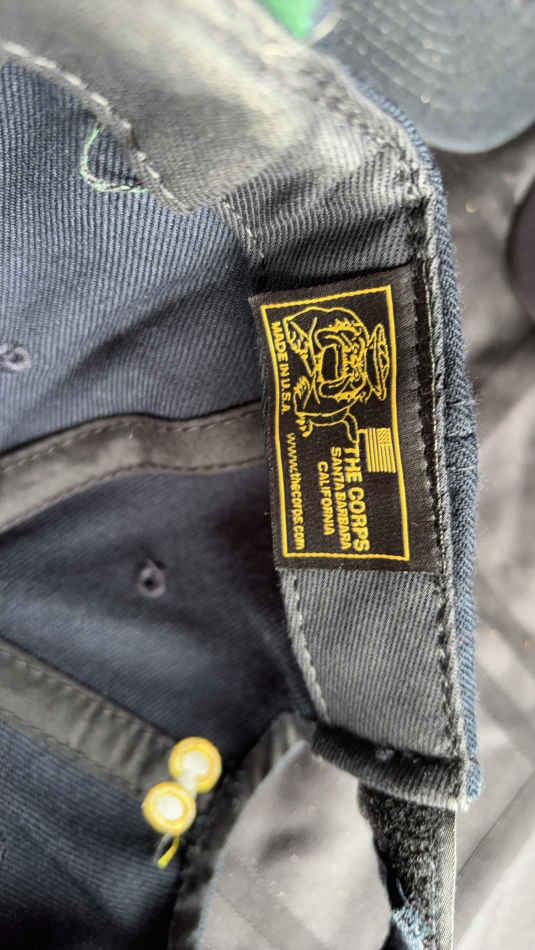 THE CORPS
SANTA BARBARA
CALIFORNIA
MADE IN U.S.A.
www.thecorps.com